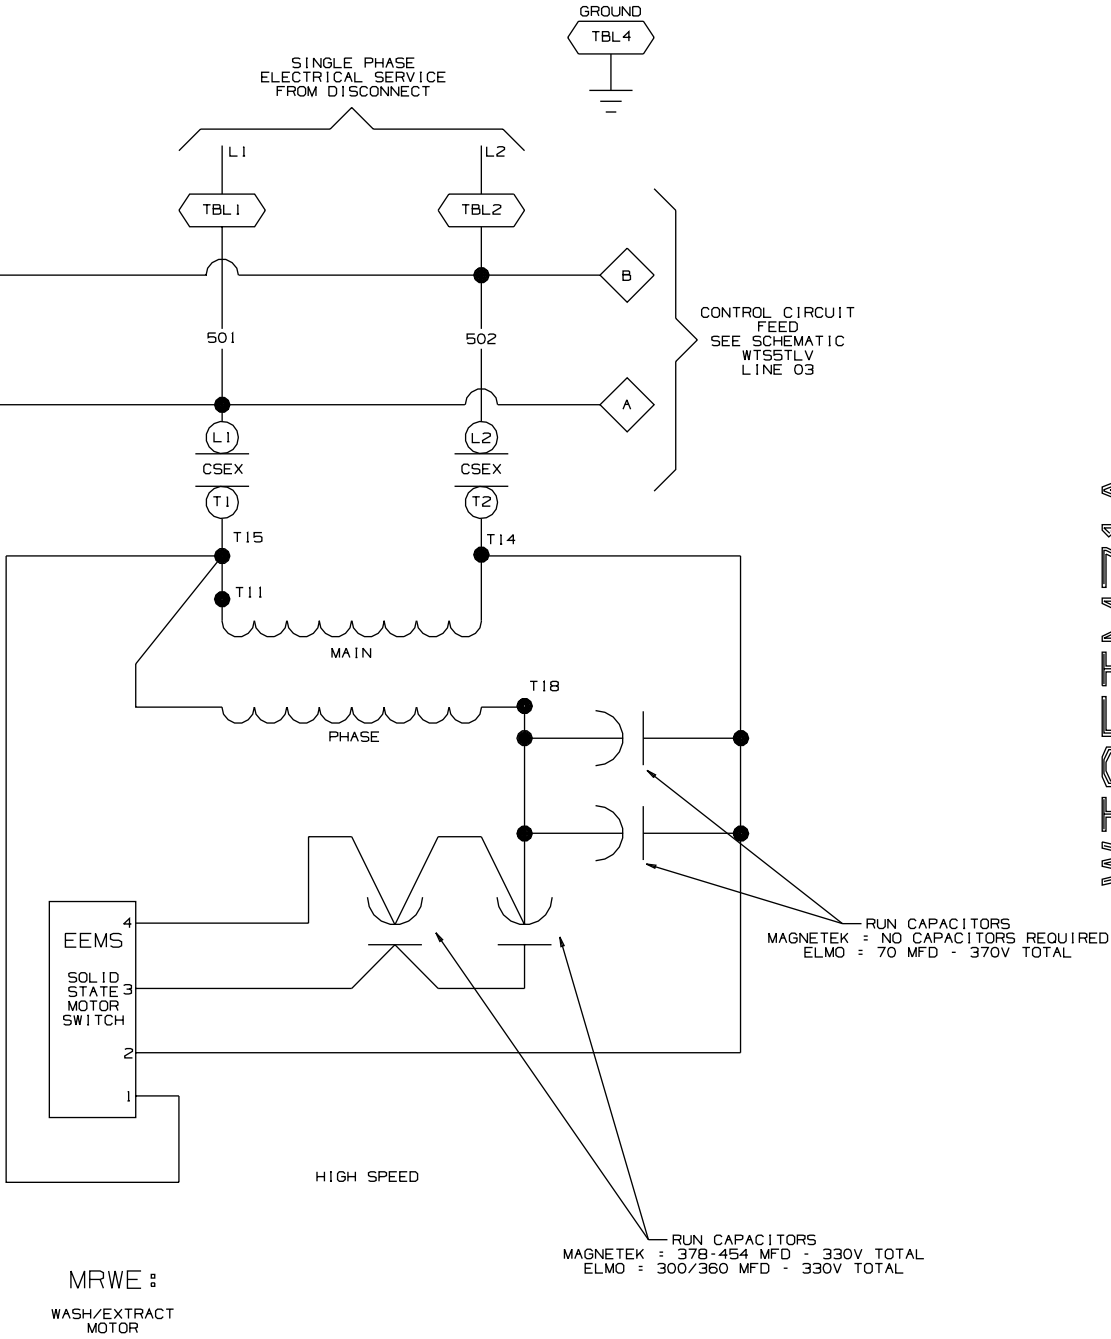 GROUND
TBL4
SINGLE PHASE
ELECTRICAL SERVICE
FROM DISCONNECT
L1
L2
TBL1
TBL2
B
501
502
CONTROL CIRCUIT
FEED
SEE SCHEMATIC
WTS5TLV
LINE 03
A
L1
L2
CSEX
CSEX
T1
T2
T15
T14
T11
MAIN
T18
PHASE
RUN CAPACITORS
MAGNETEK = NO CAPACITORS REQUIRED
ELMO = 70 MFD - 370V TOTAL
4
EEMS
SOLID
STATE 3
MOTOR
SWITCH
2
1
HIGH SPEED
RUN CAPACITORS
MAGNETEK = 378-454 MFD - 330V TOTAL
ELMO = 300/360 MFD - 330V TOTAL
MRWE:
WASH/EXTRACT
MOTOR